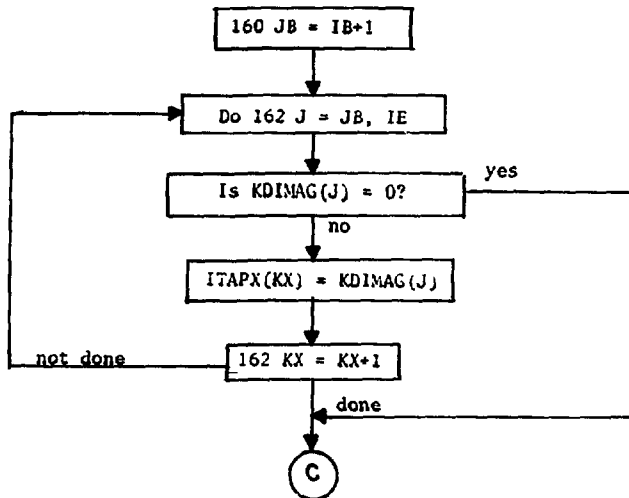 160 JB = IB+1
Do 162 J = JB, IE
Is KDIMAG(J) = 0?
yes
no
ITAPX(KX) = KDIMAG(J)
162 KX = KX+1
not done
done
C